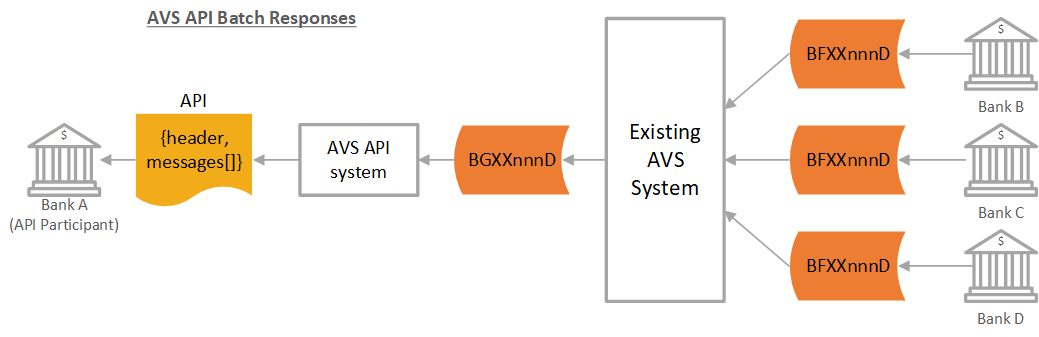 AVS API Batch Responses
$
Bank A
(API Participant)
API
{header,
messages[]}
AVS API
system
BGXXnnnD
Existing
AVS
System
BFXXnnnD
$
Bank B
BFXXnnnD
$
Bank C
BFXXnnnD
$
Bank D